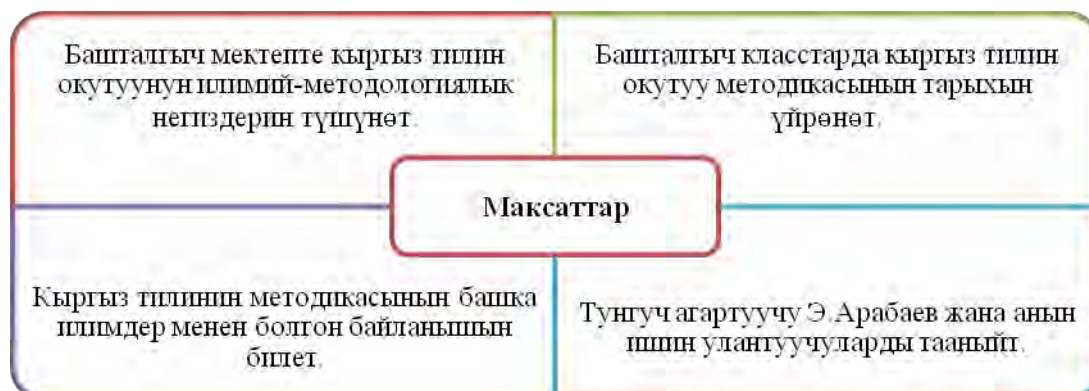 Башталгыч мектепте кыргыз тилин
окутуунун илимий-методологиялык
негиздерин түшүнөт.
Башталгыч класстарда кыргыз тилин
окутуу методикасынын тарыхын
үйрөнөт.
Максаттар
Кыргыз тилинин методикасынын башка
илимдер менен болгон байланышын
билет.
Тунгуч агартуучу Э.Арабаев жана анын
ишин улантуучуларды тааныйт.